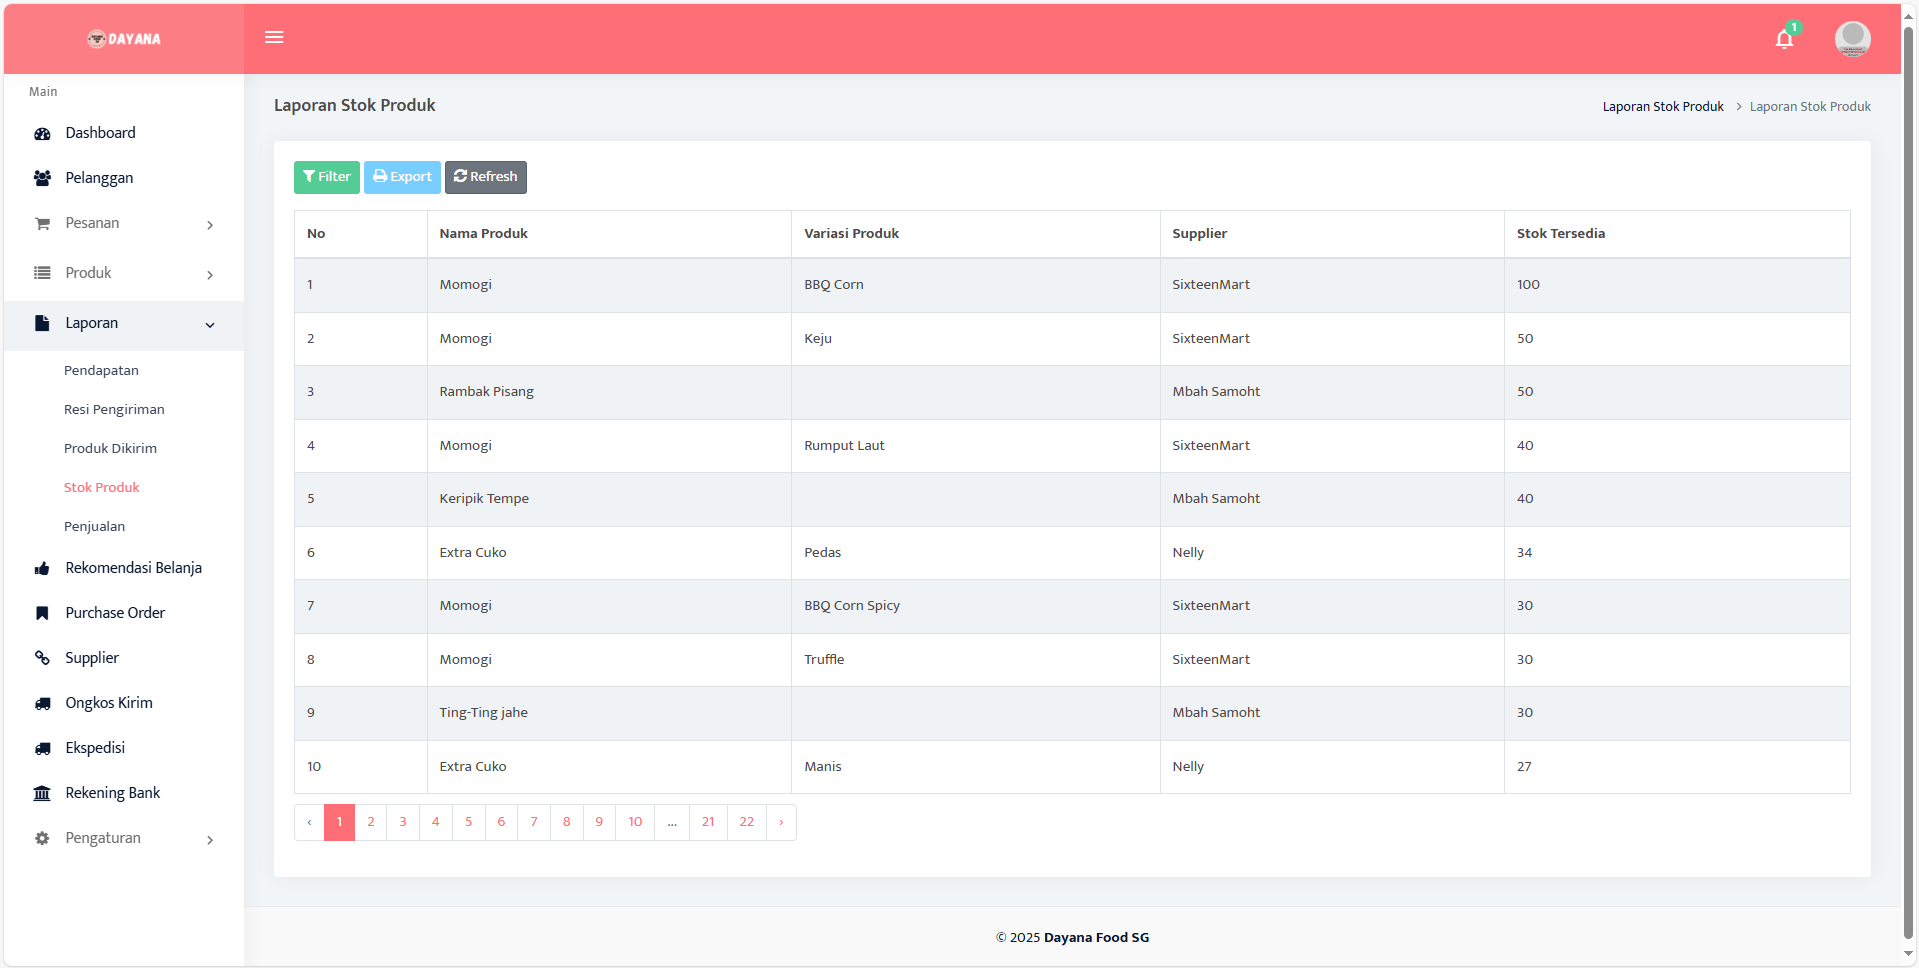 DAYANA
1
Main
Dashboard
Pelanggan
Pesanan
Produk
Laporan
Pendapatan
Resi Pengiriman
Produk Dikirim
Stok Produk
Penjualan
Rekomendasi Belanja
Purchase Order
Supplier
Ongkos Kirim
Ekspedisi
Rekening Bank
Pengaturan
Laporan Stok Produk
Laporan Stok Produk > Laporan Stok Produk
Filter Export Refresh
No Nama Produk Variasi Produk Supplier Stok Tersedia
1 Momogi BBQ Corn SixteenMart 100
2 Momogi Keju SixteenMart 50
3 Rambak Pisang Mbah Samoht 50
4 Momogi Rumput Laut SixteenMart 40
5 Keripik Tempe Mbah Samoht 40
6 Extra Cuko Pedas Nelly 34
7 Momogi BBQ Corn Spicy SixteenMart 30
8 Momogi Truffle SixteenMart 30
9 Ting-Ting jahe Mbah Samoht 30
10 Extra Cuko Manis Nelly 27
‹ 1 2 3 4 5 6 7 8 9 10 ... 21 22 ›
© 2025 Dayana Food SG